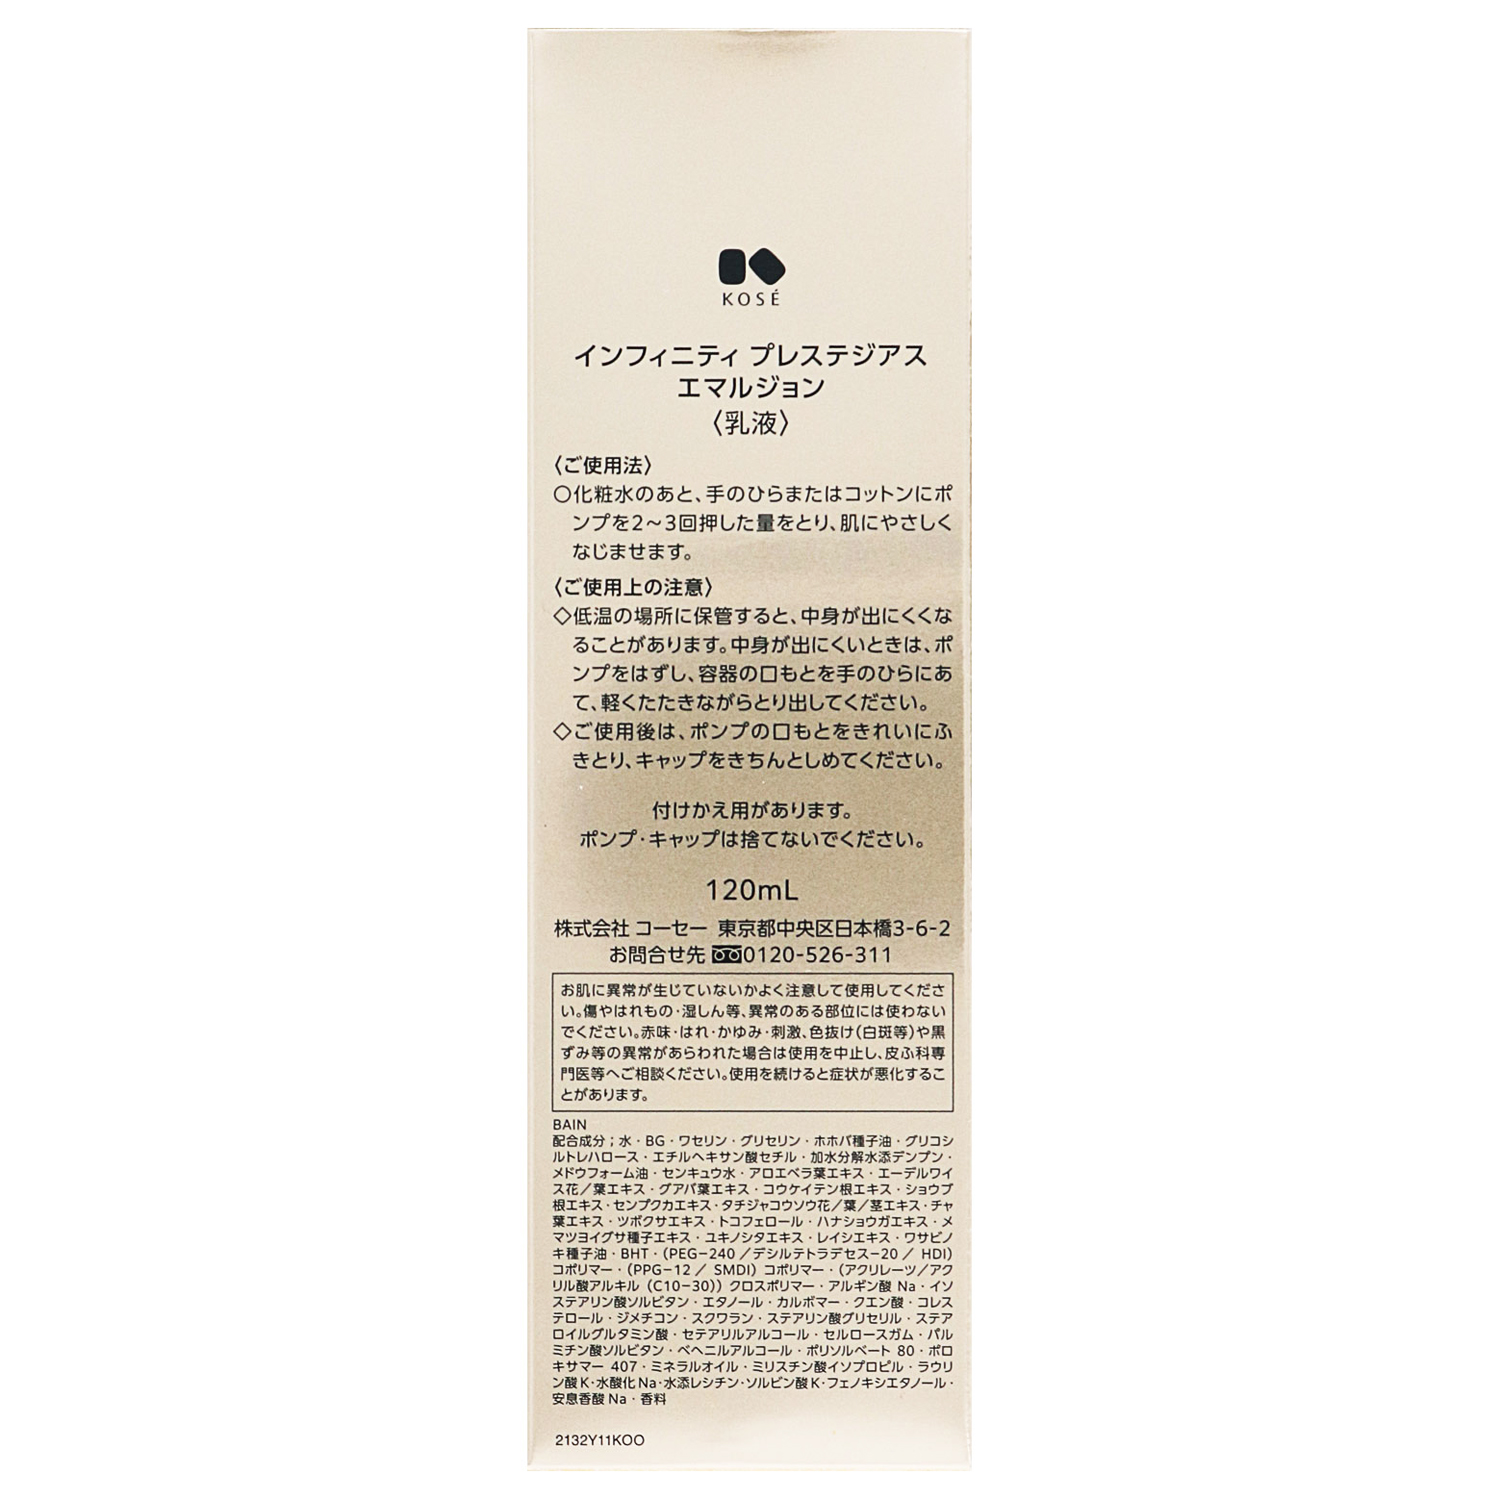 KOSÉ
インフィニティ プレステジアス
エマルジョン
〈乳液〉
〈ご使用法〉
○化粧水のあと、手のひらまたはコットンにポ
ンプを2～3回押した量をとり、肌にやさしく
なじませます。
〈ご使用上の注意〉
◇低温の場所に保管すると、中身が出にくくな
ることがあります。中身が出にくいときは、ポ
ンプをはずし、容器の口もとを手のひらにあ
て、軽くたたきながらとり出してください。
◇ご使用後は、ポンプの口もとをきれいにふ
きとり、キャップをきちんとしめてください。
付けかえ用があります。
ポンプ・キャップは捨てないでください。
120mL
株式会社 コーセー 東京都中央区日本橋3-6-2
お問合せ先 0120-526-311
お肌に異常が生じていないかよく注意して使用してくださ
い。傷やはれもの・湿しん等、異常のある部位には使わない
でください。赤味・はれ・かゆみ・刺激、色抜け(白斑等)や黒
ずみ等の異常があらわれた場合は使用を中止し、皮ふ科専
門医等へご相談ください。使用を続けると症状が悪化するこ
とがあります。
BAIN
配合成分；水・BG・ワセリン・グリセリン・ホホバ種子油・グリコシ
ルトレハロース・エチルヘキサン酸セチル・加水分解水添デンプン・
メドウフォーム油・センキュウ水・アロエベラ葉エキス・エーデルワイ
ス花／葉エキス・グアバ葉エキス・コウケイテン根エキス・ショウブ
根エキス・センプクカエキス・タチジャコウソウ花／葉／茎エキス・チャ
葉エキス・ツボクサエキス・トコフェロール・ハナショウガエキス・メ
マツヨイグサ種子エキス・ユキノシタエキス・レイシエキス・ワサビノ
キ種子油・BHT・(PEG−240／デシルテトラデセス−20／ HDI)
コポリマー・(PPG−12／ SMDI) コポリマー・(アクリレーツ／アク
リル酸アルキル (C10−30)) クロスポリマー・アルギン酸 Na・イソ
ステアリン酸ソルビタン・エタノール・カルボマー・クエン酸・コレス
テロール・ジメチコン・スクワラン・ステアリン酸グリセリル・ステア
ロイルグルタミン酸・セテアリルアルコール・セルロースガム・パル
ミチン酸ソルビタン・ベヘニルアルコール・ポリソルベート 80・ポロ
キサマー 407・ミネラルオイル・ミリスチン酸イソプロピル・ラウリ
ン酸K・水酸化Na・水添レシチン・ソルビン酸K・フェノキシエタノール・
安息香酸Na・香料
2132Y11KOO